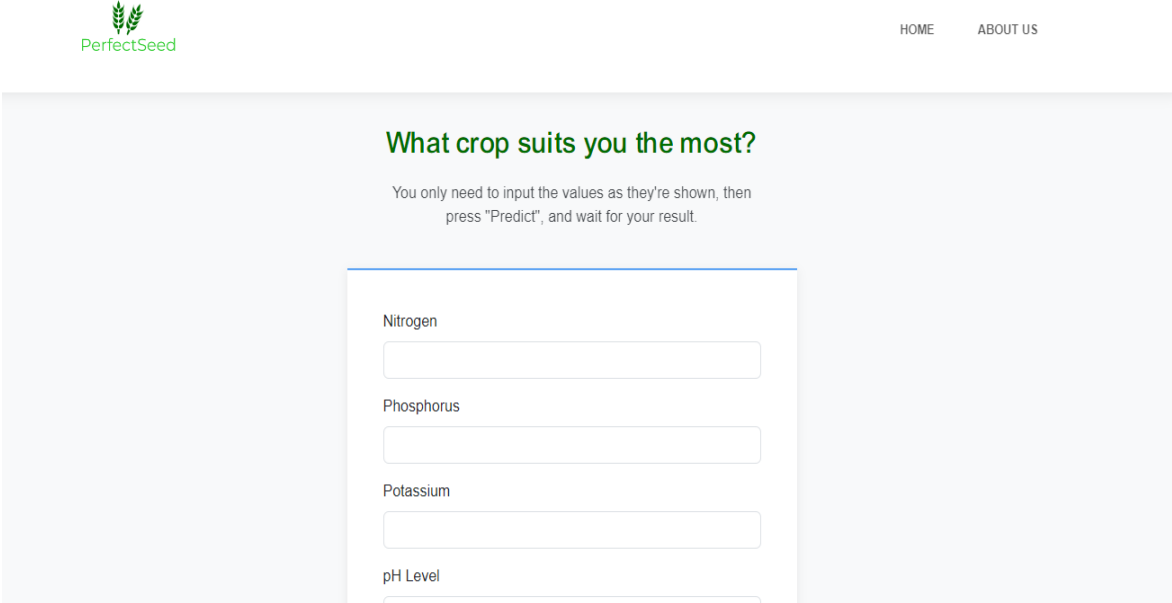 PerfectSeed
HOME
ABOUT US
What crop suits you the most?
You only need to input the values as they're shown, then
press "Predict", and wait for your result.
Nitrogen
Phosphorus
Potassium
pH Level